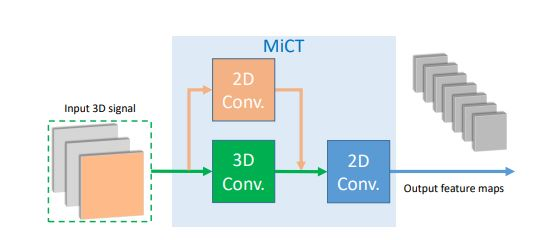 MiCT
Input 3D signal
2D
Conv.
3D
Conv.
2D
Conv.
Output feature maps